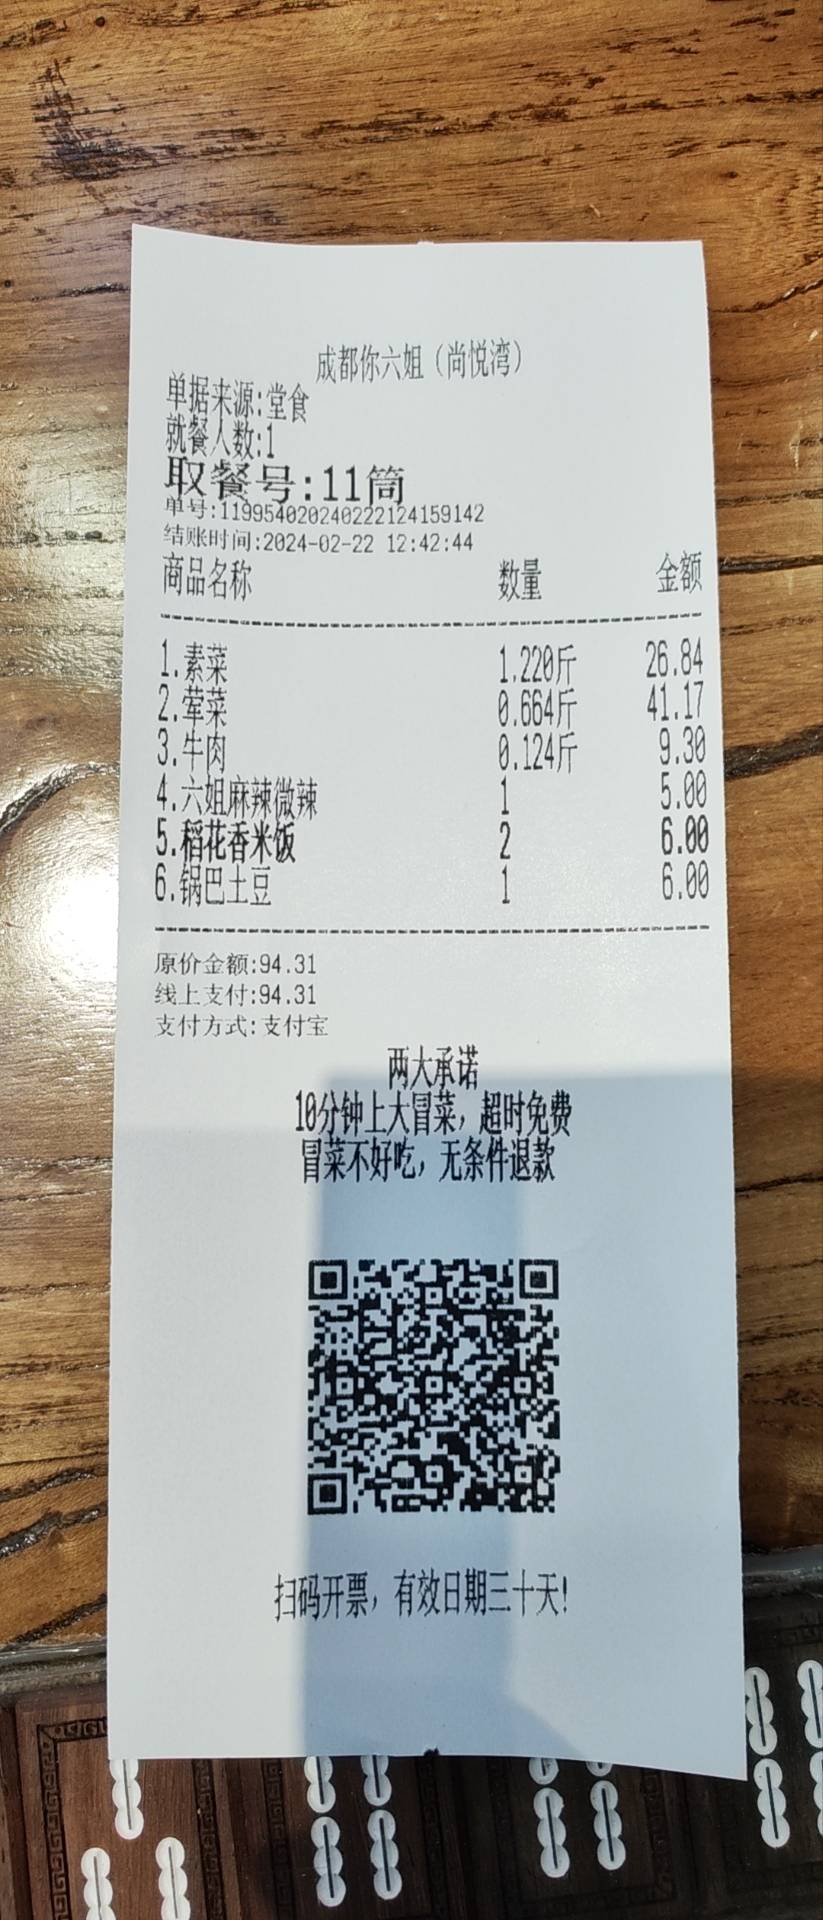 成都你六姐（尚悦湾）
单据来源:堂食
就餐人数:1
取餐号:11筒
单号:119954020240222124159142
结账时间:2024-02-22 12:42:44
商品名称 数量 金额
1.素菜 1.220斤 26.84
2.荤菜 0.664斤 41.17
3.牛肉 0.124斤 9.30
4.六姐麻辣微辣 1 5.00
5.稻花香米饭 2 6.00
6.锅巴土豆 1 6.00
原价金额:94.31
线上支付:94.31
支付方式:支付宝
两大承诺
10分钟上大冒菜，超时免费
冒菜不好吃，无条件退款
扫码开票，有效日期三十天!